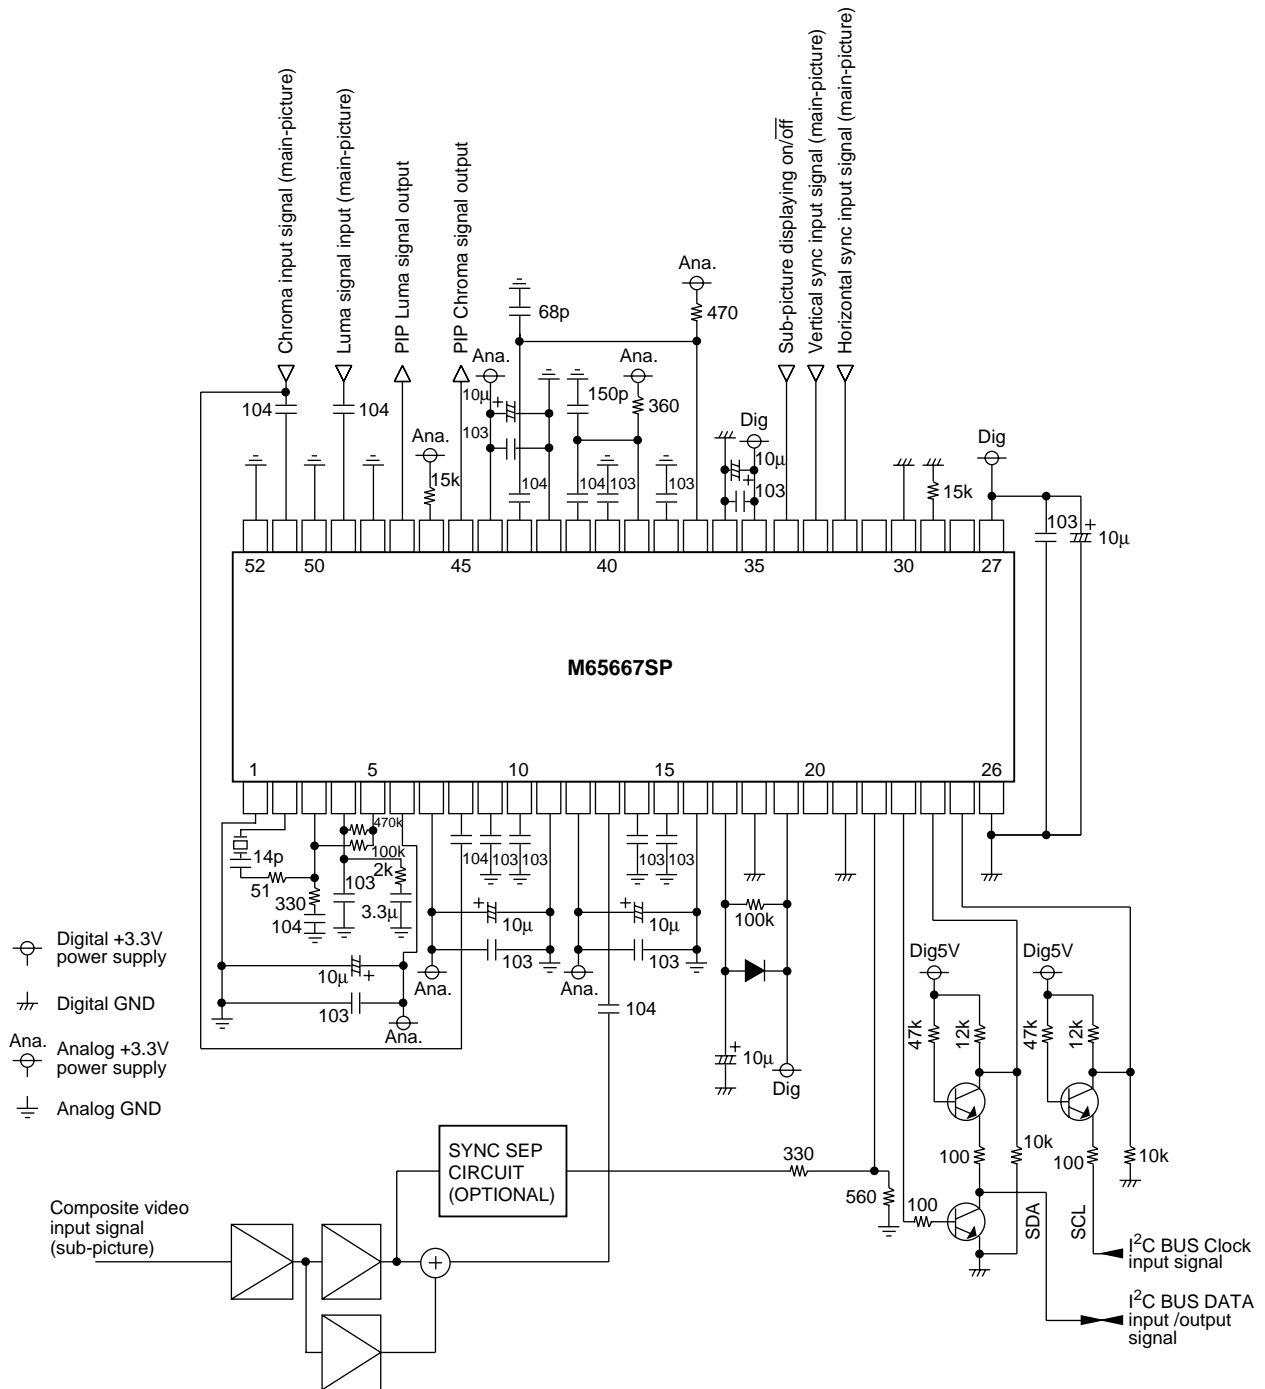 Chroma input signal (main-picture)
Luma signal input (main-picture)
PIP Luma signal output
PIP Chroma signal output
Sub-picture displaying on/off
Vertical sync input signal (main-picture)
Horizontal sync input signal (main-picture)
Ana.
68p
470
Ana.
Ana.
104
104
10µ
+
150p
360
Dig
Dig
Ana.
103
10µ
15k
104
104
103
103
+
103
15k
103
+
10µ
52
50
45
40
35
30
27
M65667SP
1
5
10
15
20
26
470k
100k
14p
2k
104
103
103
103
103
51
103
330
3.3µ
100k
104
+
10µ
+
10µ
Digital +3.3V
power supply
10µ
+
103
103
Dig5V
Dig5V
Digital GND
103
Ana.
Ana.
104
47k
12k
47k
12k
Ana.
Analog +3.3V
power supply
Ana.
+
10µ
Dig
Analog GND
SYNC SEP
CIRCUIT
(OPTIONAL)
330
100
10k
100
10k
560
100
Composite video
input signal
(sub-picture)
SDA
SCL
+
I2C BUS Clock
input signal
I2C BUS DATA
input /output
signal